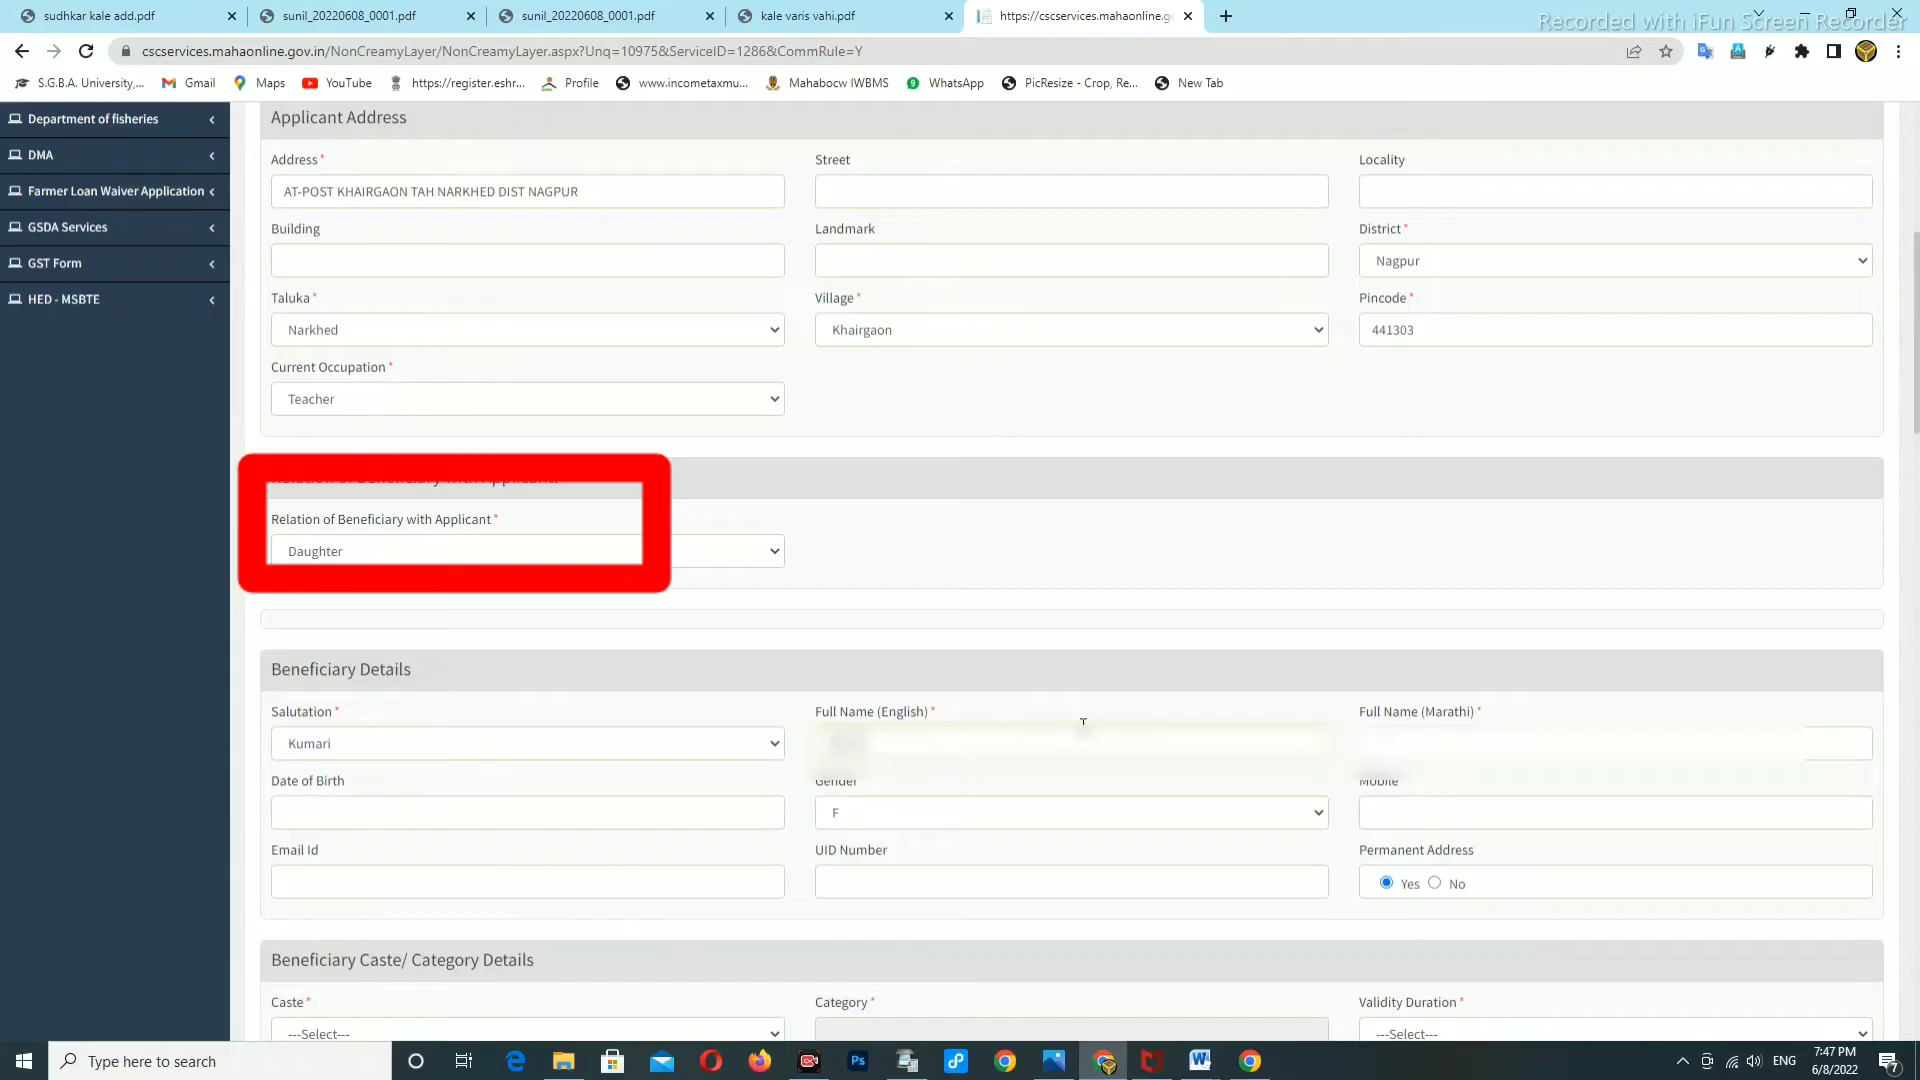 sudhkar kale add.pdf
sunil_20220608_0001.pdf
sunil_20220608_0001.pdf
kale varis vahi.pdf
https://cscservices.mahaonline.g
Recorded with iFun Screen Recorder
cscservices.mahaonline.gov.in/NonCreamyLayer/NonCreamyLayer.aspx?Unq=10975&ServiceID=1286&CommRule=Y
S.G.B.A. University,... Gmail Maps YouTube https://register.eshr... Profile www.incometaxmu... Mahabocw IWBMS WhatsApp PicResize - Crop, Re... New Tab
Department of fisheries
DMA
Farmer Loan Waiver Application
GSDA Services
GST Form
HED - MSBTE
Applicant Address
Address * Street Locality
AT-POST KHAIRGAON TAH NARKHED DIST NAGPUR
Building Landmark District *
Nagpur
Taluka * Village * Pincode *
Narkhed Khairgaon 441303
Current Occupation *
Teacher
Relation of Beneficiary with Applicant *
Daughter
Beneficiary Details
Salutation * Full Name (English) * Full Name (Marathi) *
Kumari
Date of Birth Gender Mobile
F
Email Id UID Number Permanent Address
Yes No
Beneficiary Caste/ Category Details
Caste * Category * Validity Duration *
---Select--- ---Select---
Type here to search
ENG
7:47 PM
6/8/2022
7